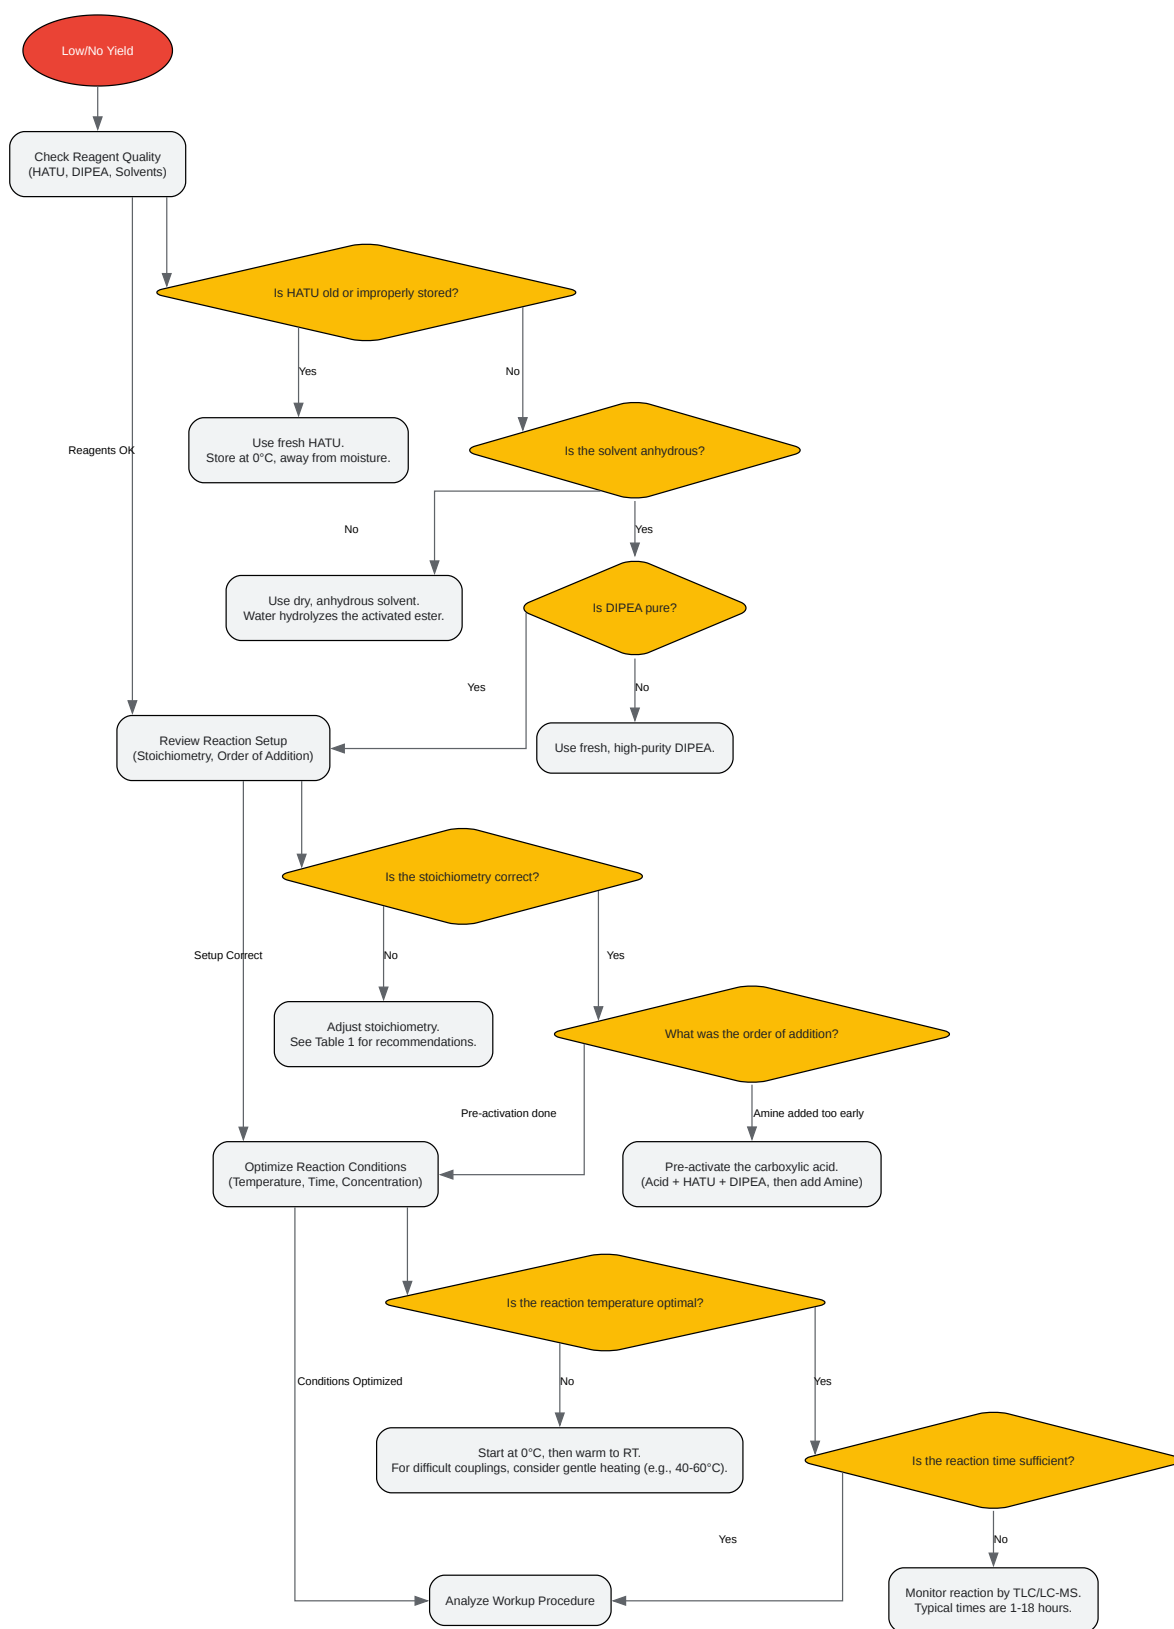 Low/No Yield
Check Reagent Quality
(HATU, DIPEA, Solvents)
Is HATU old or improperly stored?
Yes
No
Use fresh HATU.
Store at 0°C, away from moisture.
Reagents OK
Is the solvent anhydrous?
No
Yes
Use dry, anhydrous solvent.
Water hydrolyzes the activated ester.
Is DIPEA pure?
Yes
No
Review Reaction Setup
(Stoichiometry, Order of Addition)
Use fresh, high-purity DIPEA.
Is the stoichiometry correct?
Setup Correct
No
Yes
Adjust stoichiometry.
See Table 1 for recommendations.
What was the order of addition?
Pre-activation done
Amine added too early
Optimize Reaction Conditions
(Temperature, Time, Concentration)
Pre-activate the carboxylic acid.
(Acid + HATU + DIPEA, then add Amine)
Is the reaction temperature optimal?
Conditions Optimized
No
Yes
Start at 0°C, then warm to RT.
For difficult couplings, consider gentle heating (e.g., 40-60°C).
Is the reaction time sufficient?
Yes
No
Analyze Workup Procedure
Monitor reaction by TLC/LC-MS.
Typical times are 1-18 hours.